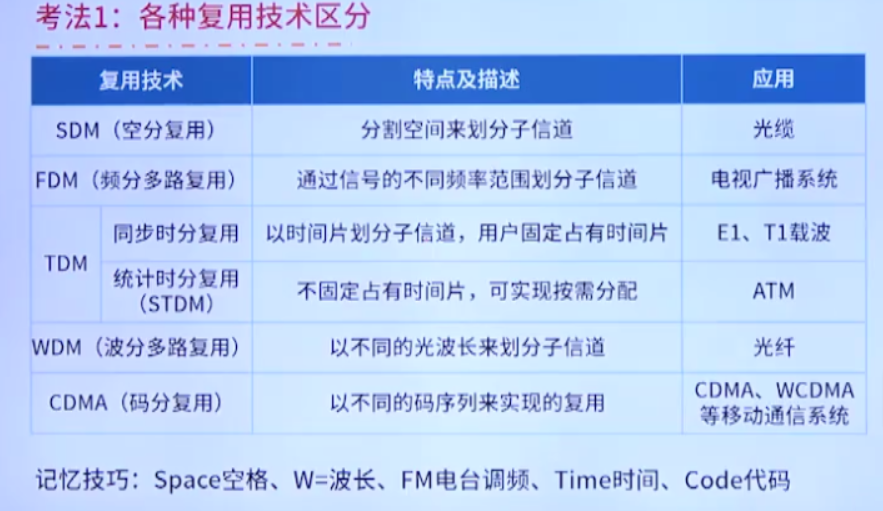 考法1：各种复用技术区分
复用技术 特点及描述 应用
SDM（空分复用） 分割空间来划分子信道 光缆
FDM（频分多路复用） 通过信号的不同频率范围划分子信道 电视广播系统
TDM 同步时分复用 以时间片划分子信道，用户固定占有时间片 E1、T1载波
统计时分复用
（STDM） 不固定占有时间片，可实现按需分配 ATM
WDM（波分多路复用） 以不同的光波长来划分子信道 光纤
CDMA（码分复用） 以不同的码序列来实现的复用 CDMA、WCDMA
等移动通信系统
记忆技巧：Space空格、W=波长、FM电台调频、Time时间、Code代码